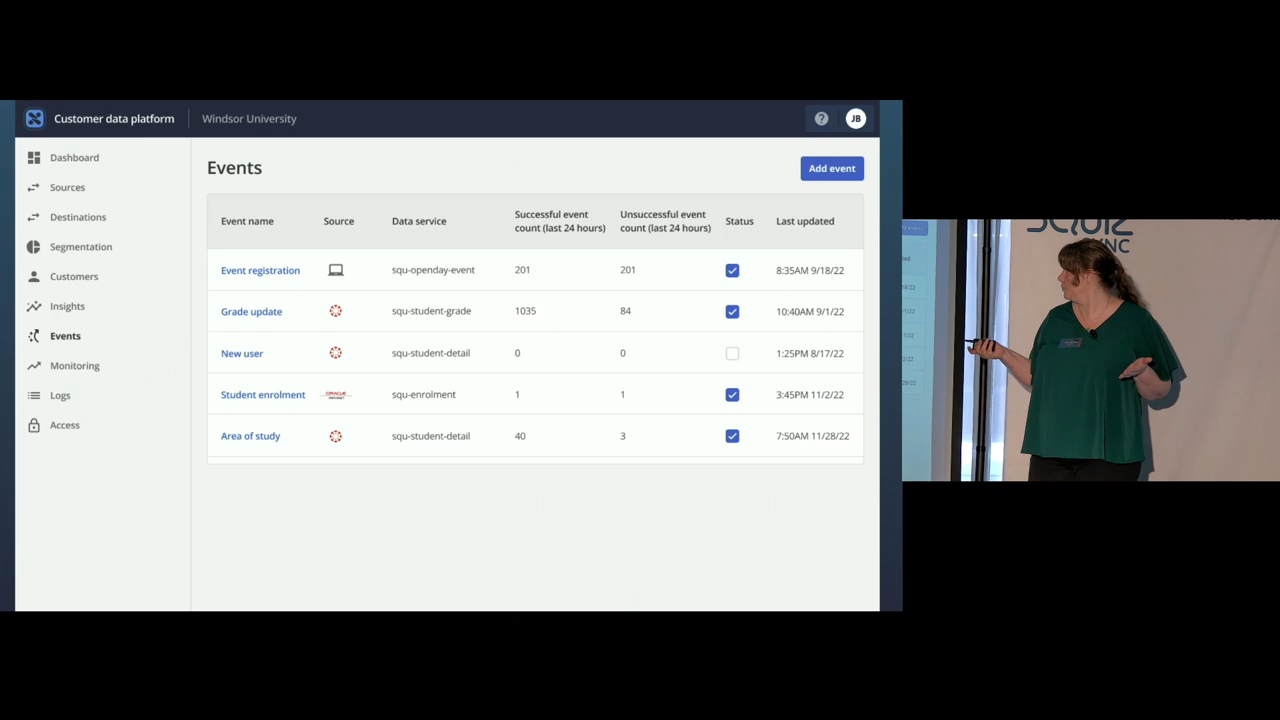 Customer data platform
Windsor University
JB
Dashboard
Sources
Destinations
Segmentation
Customers
Insights
Events
Monitoring
Logs
Access
Events
Add event
Event name Source Data service Successful event count (last 24 hours) Unsuccessful event count (last 24 hours) Status Last updated
Event registration squ-openday-event 201 201 8:35AM 9/18/22
Grade update squ-student-grade 1035 84 10:40AM 9/1/22
New user squ-student-detail 0 0 1:25PM 8/17/22
Student enrolment ORACLE squ-enrolment 1 1 3:45PM 11/2/22
Area of study squ-student-detail 40 3 7:50AM 11/28/22